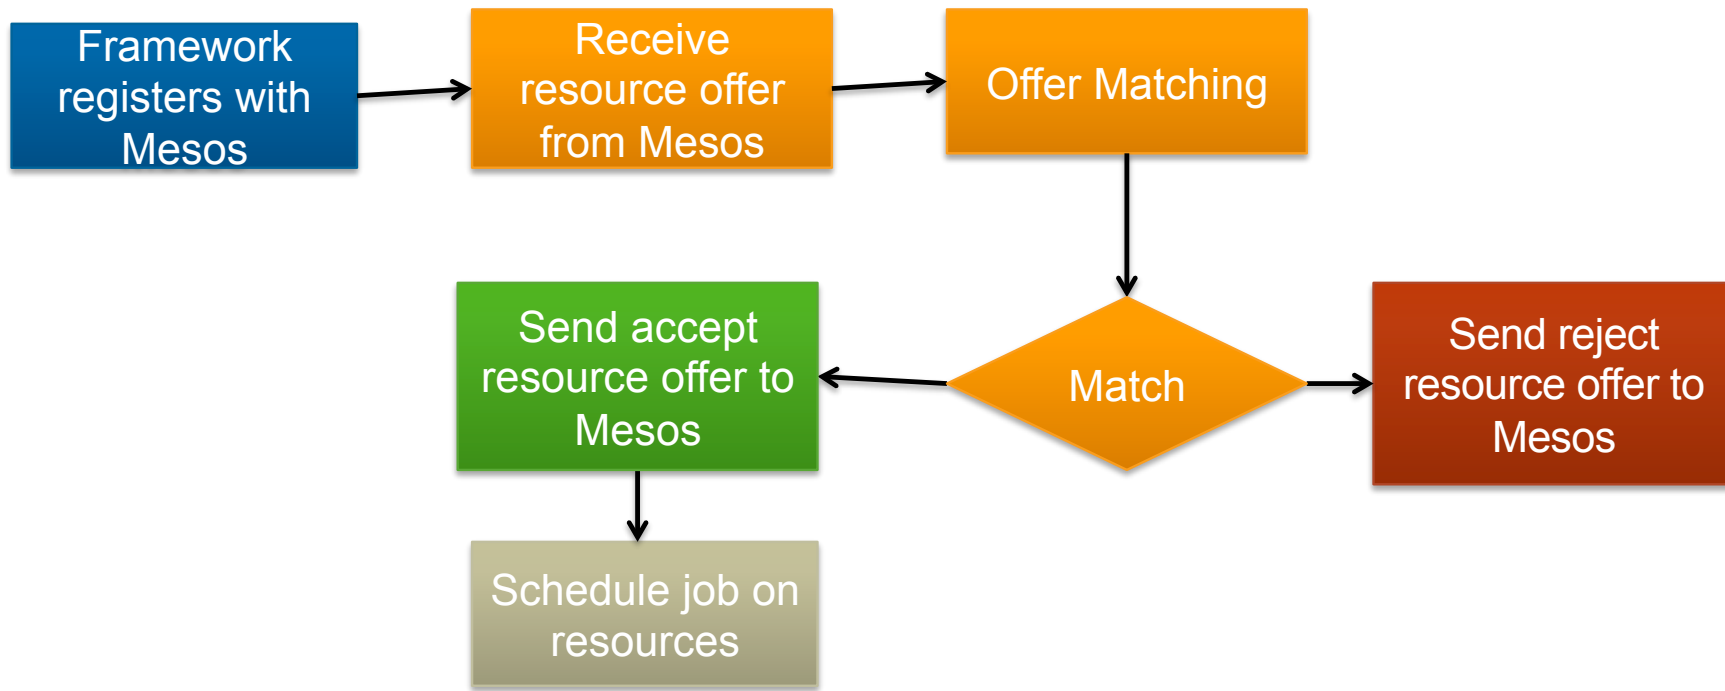 Framework
registers with
Mesos
Receive
resource offer
from Mesos
Offer Matching
Send accept
resource offer to
Mesos
Match
Send reject
resource offer to
Mesos
Schedule job on
resources